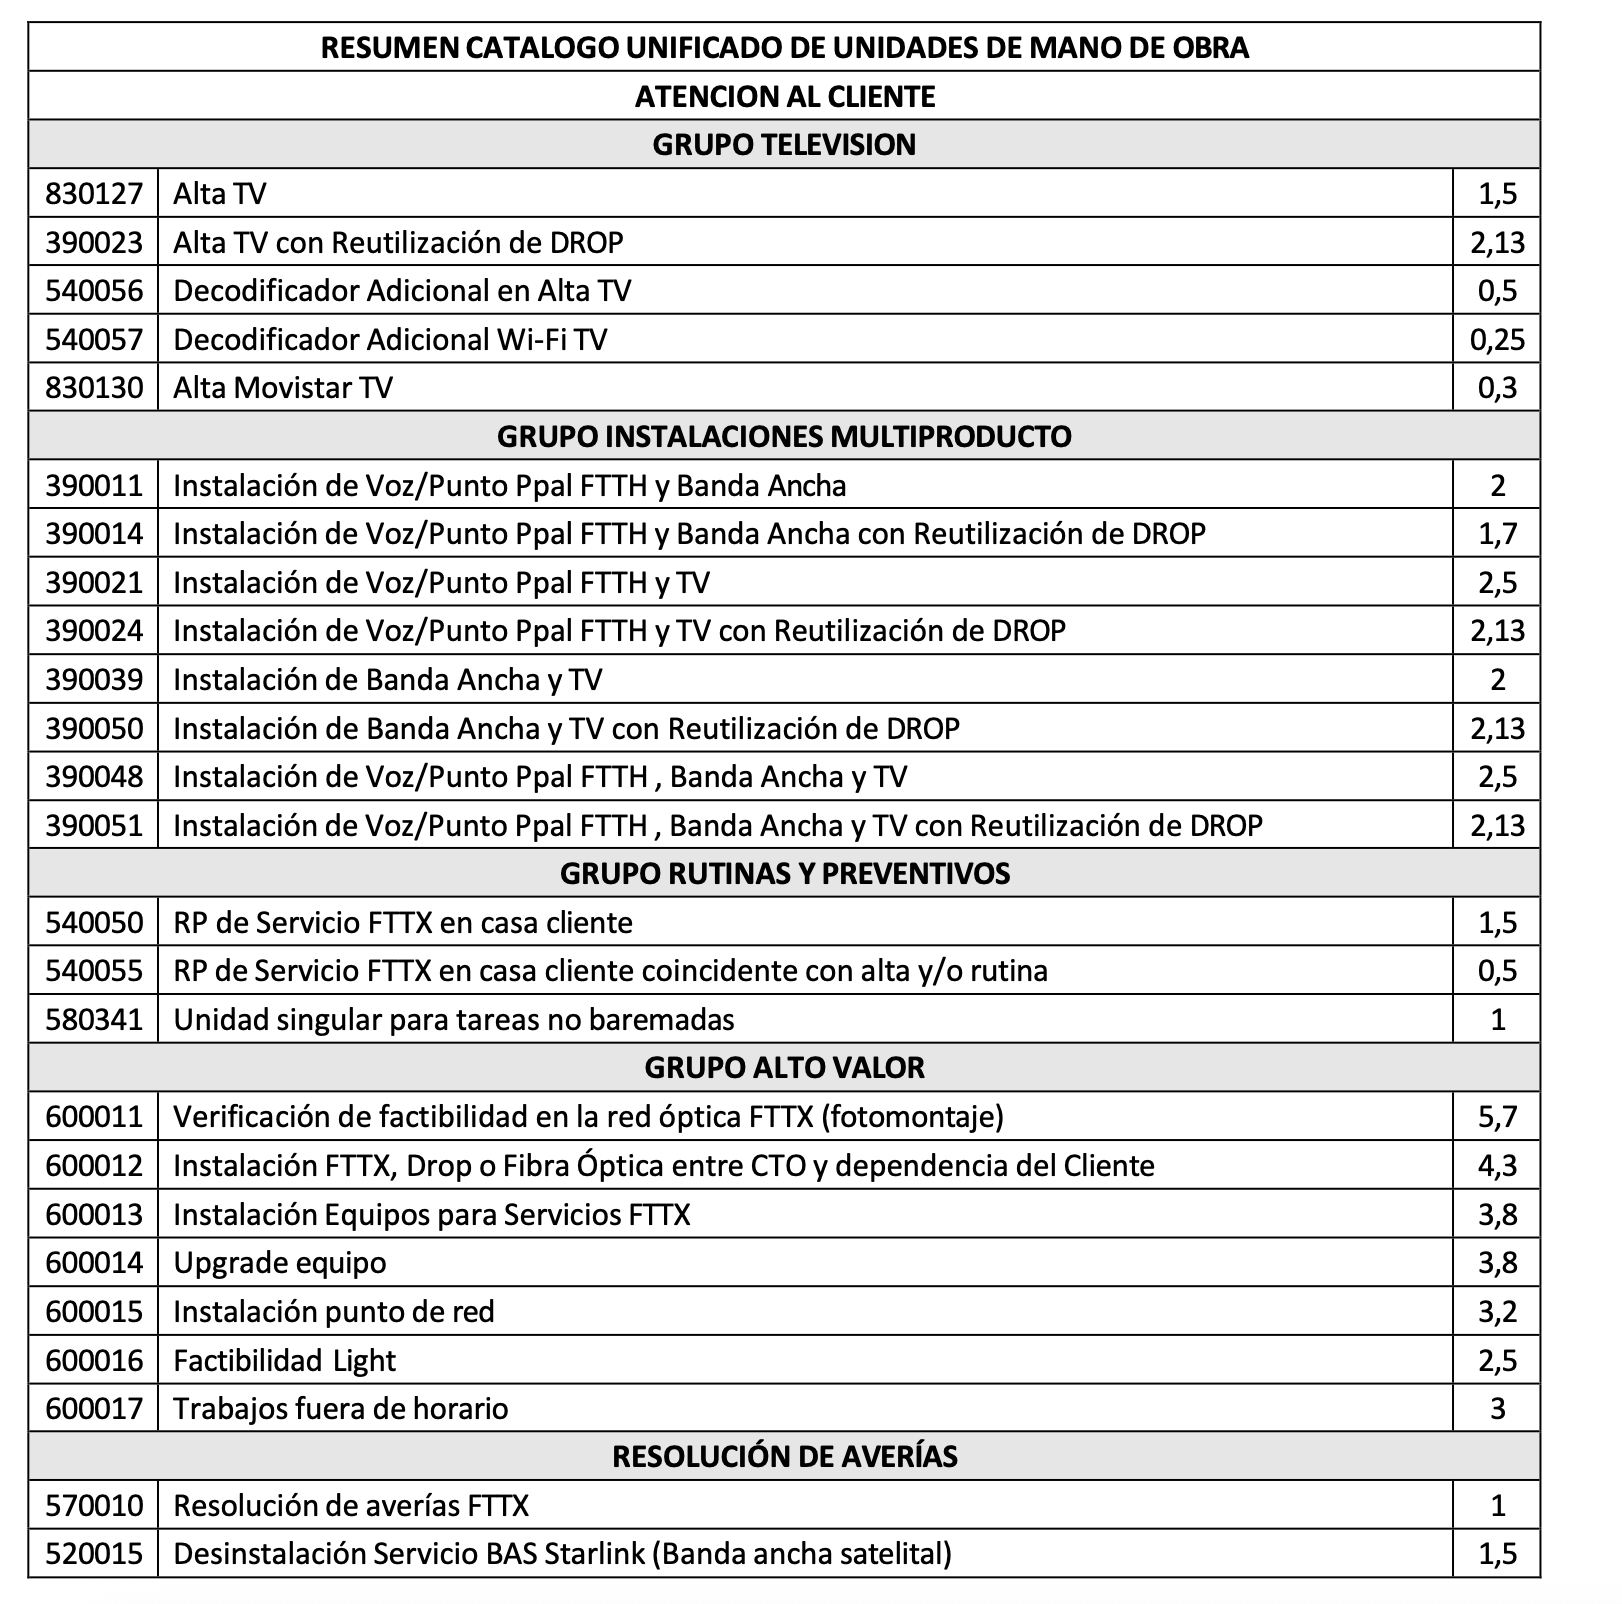 RESUMEN CATALOGO UNIFICADO DE UNIDADES DE MANO DE OBRA
ATENCION AL CLIENTE
GRUPO TELEVISION
830127 Alta TV 1,5
390023 Alta TV con Reutilización de DROP 2,13
540056 Decodificador Adicional en Alta TV 0,5
540057 Decodificador Adicional Wi-Fi TV 0,25
830130 Alta Movistar TV 0,3
GRUPO INSTALACIONES MULTIPRODUCTO
390011 Instalación de Voz/Punto Ppal FTTH y Banda Ancha 2
390014 Instalación de Voz/Punto Ppal FTTH y Banda Ancha con Reutilización de DROP 1,7
390021 Instalación de Voz/Punto Ppal FTTH y TV 2,5
390024 Instalación de Voz/Punto Ppal FTTH y TV con Reutilización de DROP 2,13
390039 Instalación de Banda Ancha y TV 2
390050 Instalación de Banda Ancha y TV con Reutilización de DROP 2,13
390048 Instalación de Voz/Punto Ppal FTTH , Banda Ancha y TV 2,5
390051 Instalación de Voz/Punto Ppal FTTH , Banda Ancha y TV con Reutilización de DROP 2,13
GRUPO RUTINAS Y PREVENTIVOS
540050 RP de Servicio FTTX en casa cliente 1,5
540055 RP de Servicio FTTX en casa cliente coincidente con alta y/o rutina 0,5
580341 Unidad singular para tareas no baremadas 1
GRUPO ALTO VALOR
600011 Verificación de factibilidad en la red óptica FTTX (fotomontaje) 5,7
600012 Instalación FTTX, Drop o Fibra Óptica entre CTO y dependencia del Cliente 4,3
600013 Instalación Equipos para Servicios FTTX 3,8
600014 Upgrade equipo 3,8
600015 Instalación punto de red 3,2
600016 Factibilidad Light 2,5
600017 Trabajos fuera de horario 3
RESOLUCIÓN DE AVERÍAS
570010 Resolución de averías FTTX 1
520015 Desinstalación Servicio BAS Starlink (Banda ancha satelital) 1,5